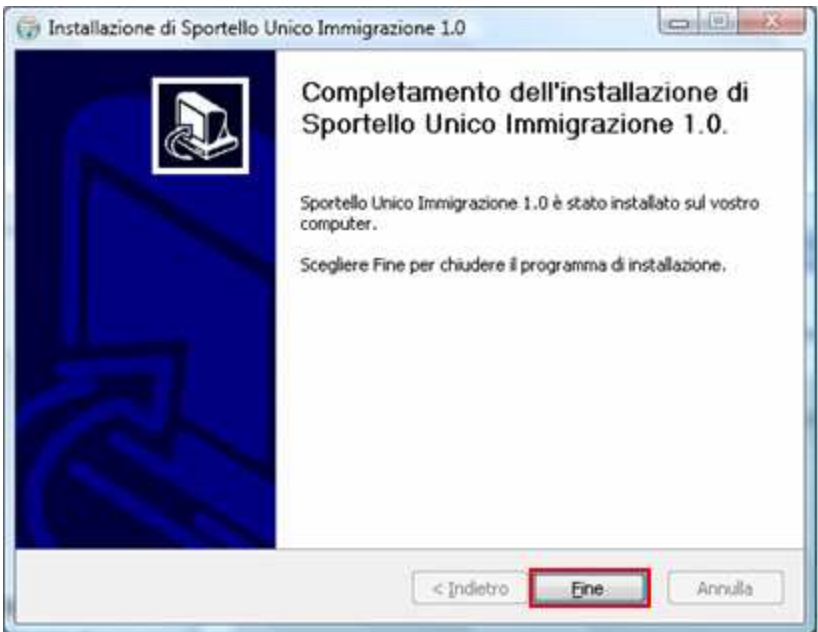 Installazione di Sportello Unico Immigrazione 1.0
Completamento dell'installazione di
Sportello Unico Immigrazione 1.0.
Sportello Unico Immigrazione 1.0 è stato installato sul vostro
computer.
Scegliere Fine per chiudere il programma di installazione.
< Indietro
Fine
Annulla